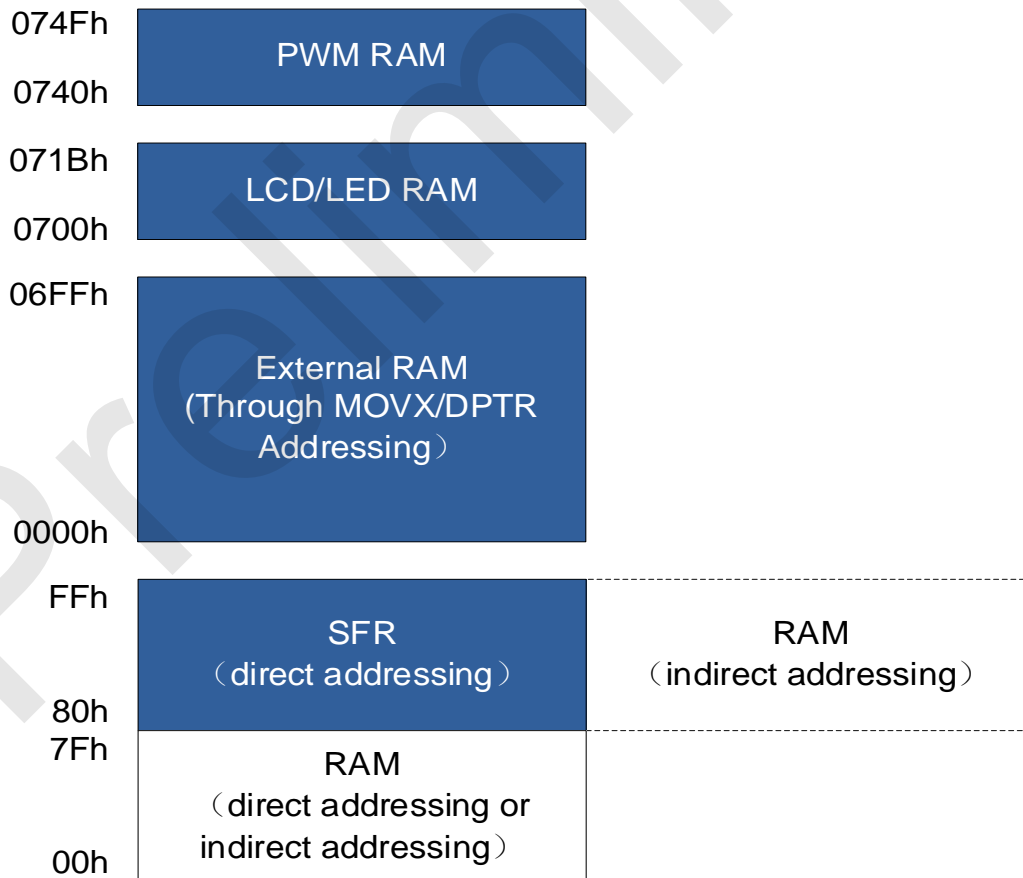 074Fh
PWM RAM
0740h
071Bh
LCD/LED RAM
0700h
06FFh
External RAM
(Through MOVX/DPTR
Addressing）
0000h
FFh
SFR
（direct addressing）
RAM
（indirect addressing）
80h
7Fh
RAM
（direct addressing or
indirect addressing）
00h
Prelimi